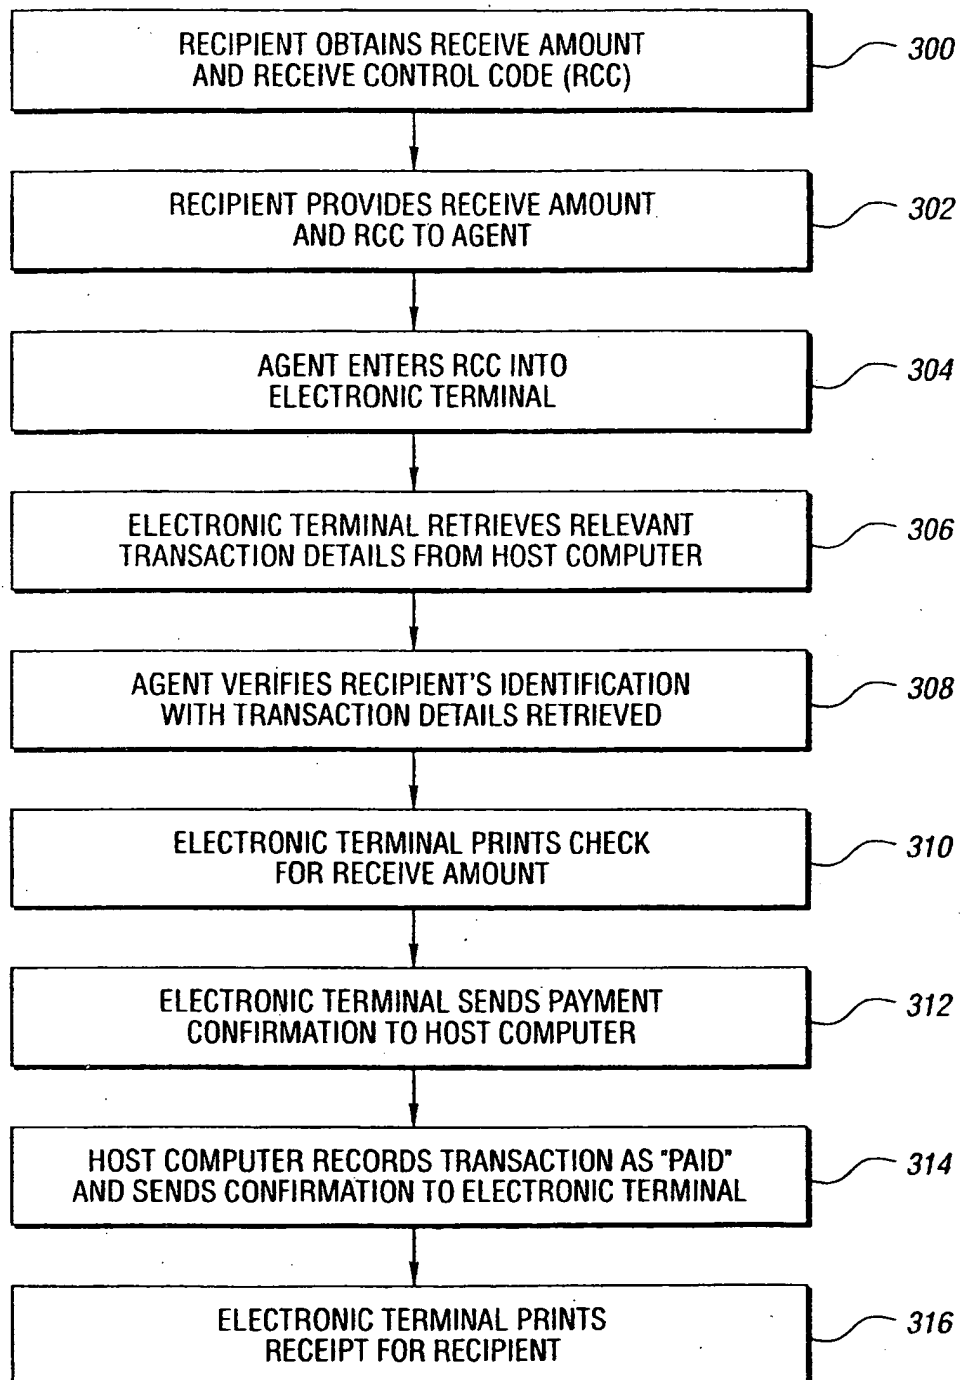 RECIPIENT OBTAINS RECEIVE AMOUNT
AND RECEIVE CONTROL CODE (RCC)
300
RECIPIENT PROVIDES RECEIVE AMOUNT
AND RCC TO AGENT
302
AGENT ENTERS RCC INTO
ELECTRONIC TERMINAL
304
ELECTRONIC TERMINAL RETRIEVES RELEVANT
TRANSACTION DETAILS FROM HOST COMPUTER
306
AGENT VERIFIES RECIPIENT'S IDENTIFICATION
WITH TRANSACTION DETAILS RETRIEVED
308
ELECTRONIC TERMINAL PRINTS CHECK
FOR RECEIVE AMOUNT
310
ELECTRONIC TERMINAL SENDS PAYMENT
CONFIRMATION TO HOST COMPUTER
312
HOST COMPUTER RECORDS TRANSACTION AS "PAID"
AND SENDS CONFIRMATION TO ELECTRONIC TERMINAL
314
ELECTRONIC TERMINAL PRINTS
RECEIPT FOR RECIPIENT
316